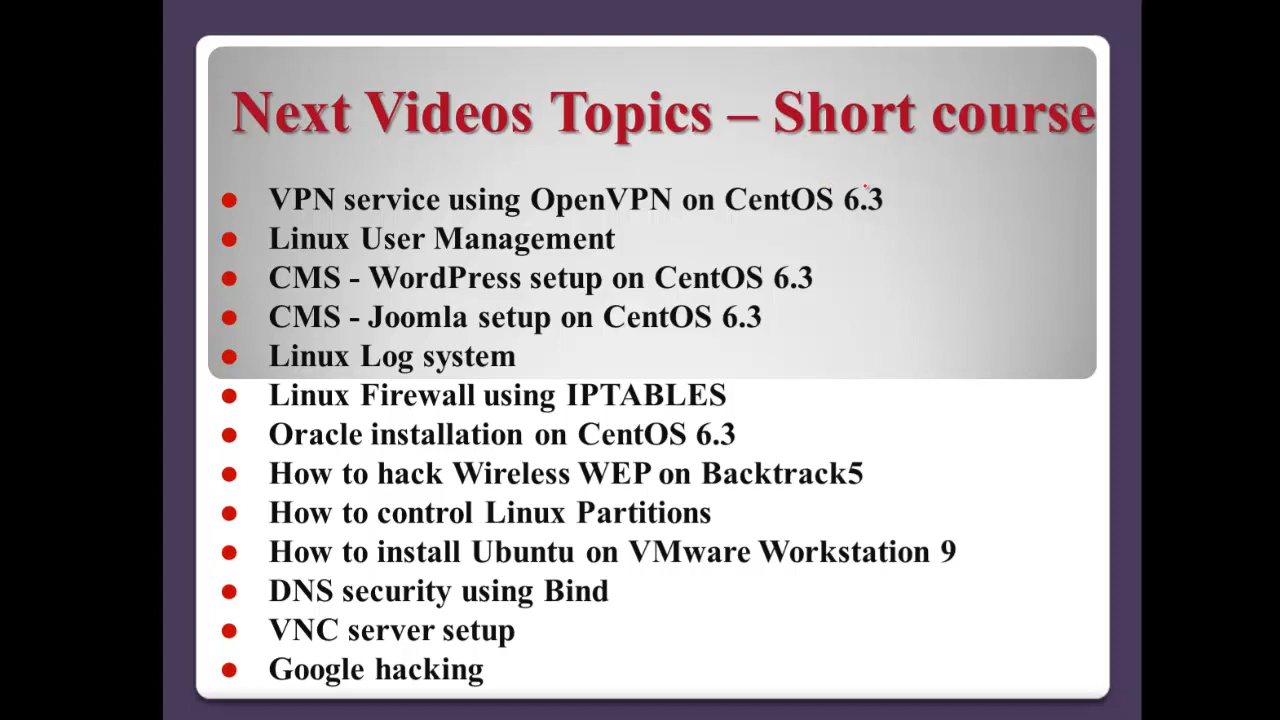 Next Videos Topics – Short course
VPN service using OpenVPN on CentOS 6.3
Linux User Management
CMS - WordPress setup on CentOS 6.3
CMS - Joomla setup on CentOS 6.3
Linux Log system
Linux Firewall using IPTABLES
Oracle installation on CentOS 6.3
How to hack Wireless WEP on Backtrack5
How to control Linux Partitions
How to install Ubuntu on VMware Workstation 9
DNS security using Bind
VNC server setup
Google hacking